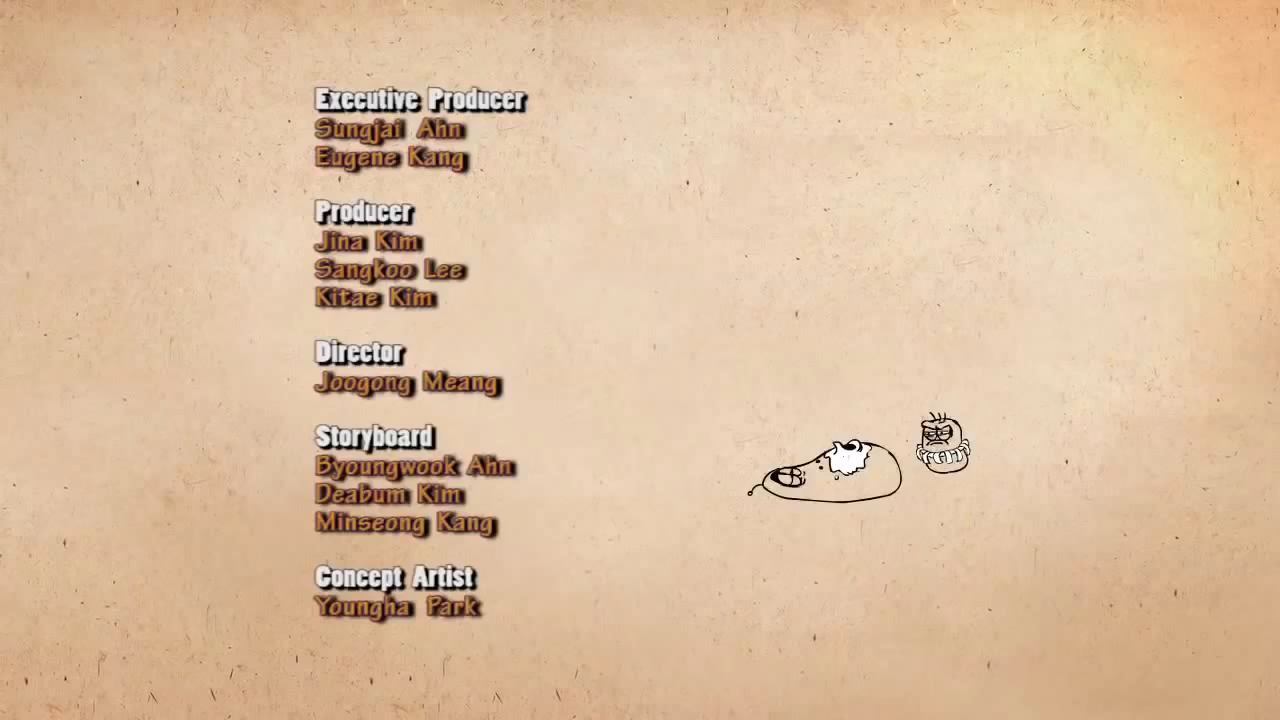 Executive Producer
Sungjai Ahn
Eugene Kang
Producer
Jina Kim
Sangkoo Lee
Kitae Kim
Director
Joogong Meang
Storyboard
Byoungwook Ahn
Deabum Kim
Minseong Kang
Concept Artist
Youngha Park